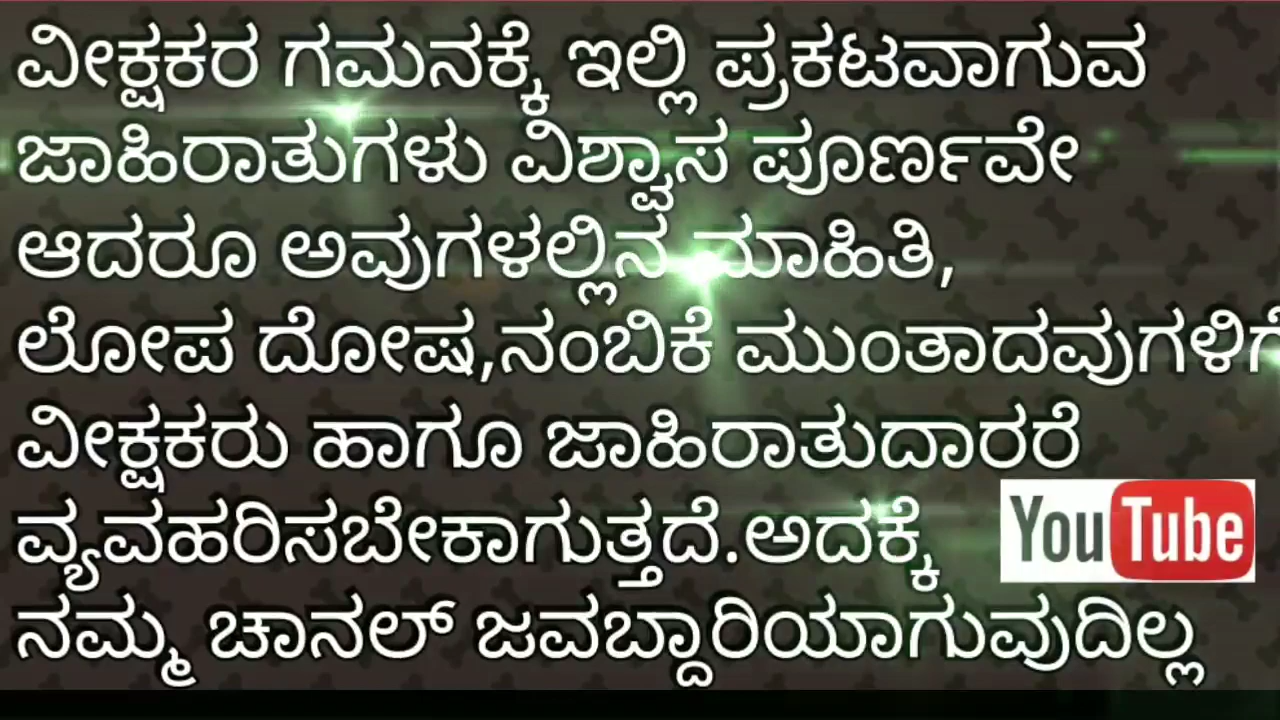 ವೀಕ್ಷಕರ ಗಮನಕ್ಕೆ ಇಲ್ಲಿ ಪ್ರಕಟವಾಗುವ
ಜಾಹಿರಾತುಗಳು ವಿಶ್ವಾಸ ಪೂರ್ಣವೇ
ಆದರೂ ಅವುಗಳಲ್ಲಿನ ಮಾಹಿತಿ,
ಲೋಪ ದೋಷ,ನಂಬಿಕೆ ಮುಂತಾದವುಗಳಿಗೆ
ವೀಕ್ಷಕರು ಹಾಗೂ ಜಾಹಿರಾತುದಾರರೆ
ವ್ಯವಹರಿಸಬೇಕಾಗುತ್ತದೆ.ಅದಕ್ಕೆ
YouTube
ನಮ್ಮ ಚಾನಲ್ ಜವಬ್ದಾರಿಯಾಗುವುದಿಲ್ಲ